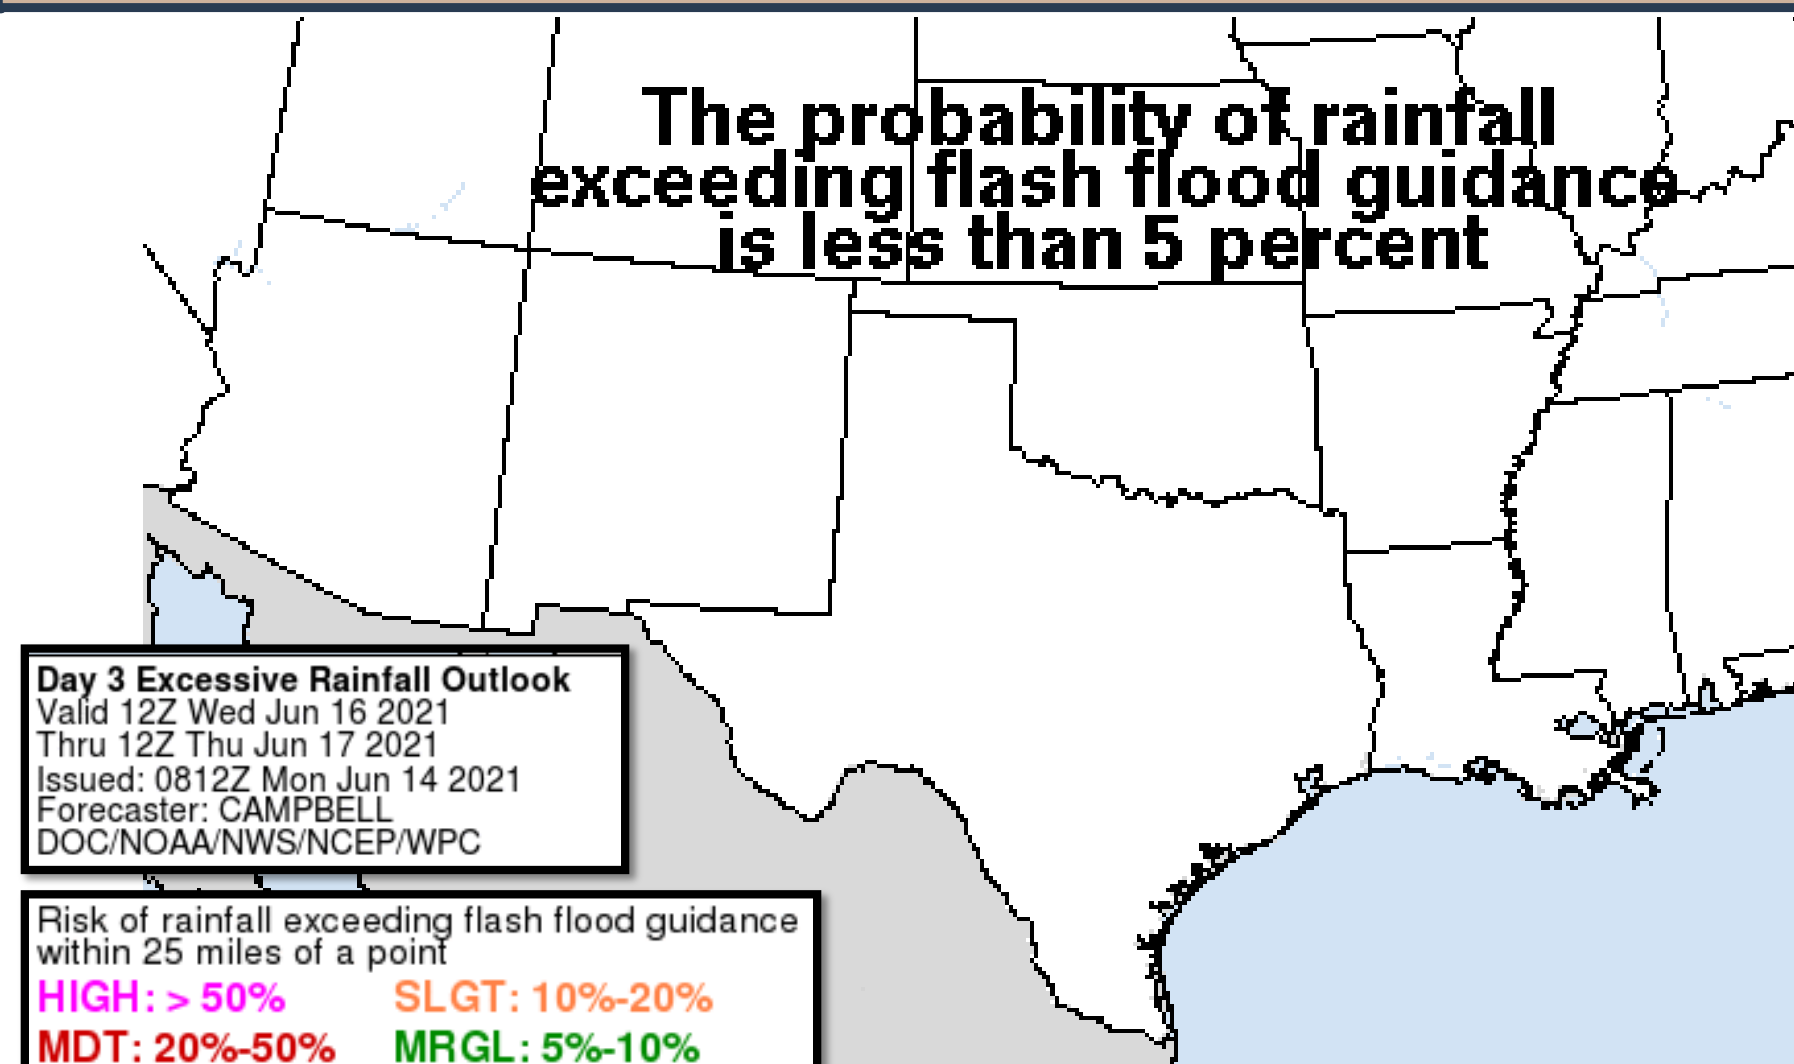 The probability of rainfall
exceeding flash flood guidance
is less than 5 percent
Day 3 Excessive Rainfall Outlook
Valid 12Z Wed Jun 16 2021
Thru 12Z Thu Jun 17 2021
Issued: 0812Z Mon Jun 14 2021
Forecaster: CAMPBELL
DOC/NOAA/NWS/NCEP/WPC
Risk of rainfall exceeding flash flood guidance
within 25 miles of a point
HIGH: > 50% SLGT: 10%-20%
MDT: 20%-50% MRGL: 5%-10%